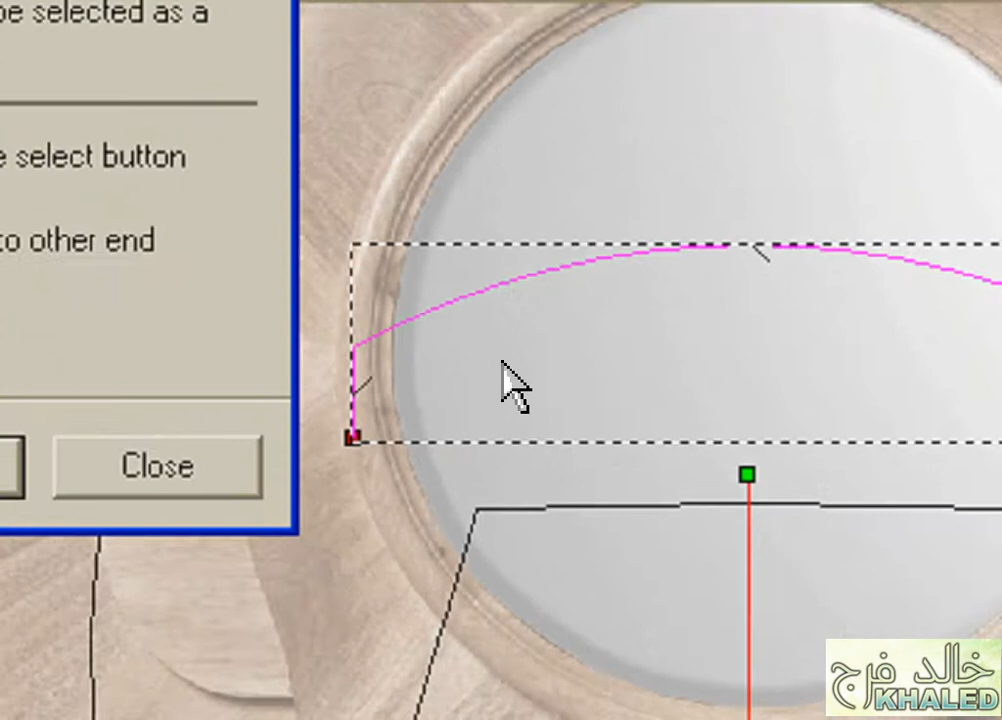 be selected as a
e select button
to other end
Close
خالد فرج
KHALED